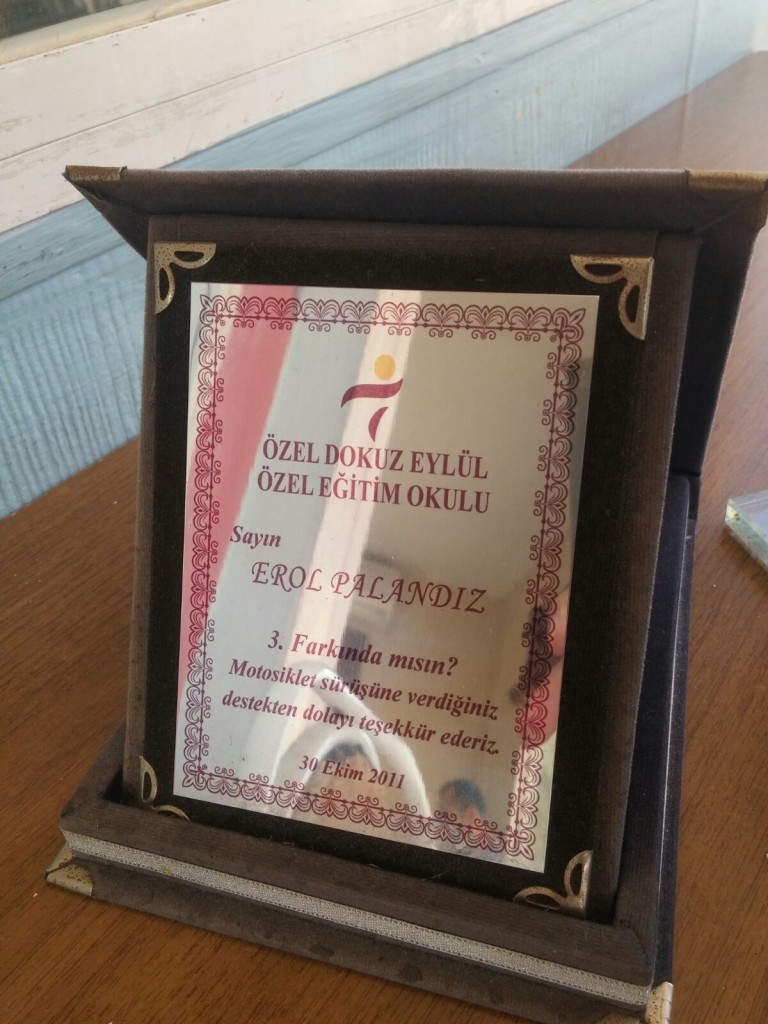 ÖZEL DOKUZ EYLÜL
ÖZEL EĞİTİM OKULU
Sayın
EROL PALANDIZ
3. Farkında mısın?
Motosiklet sürüşüne verdiğiniz
destekten dolayı teşekkür ederiz.
30 Ekim 2011